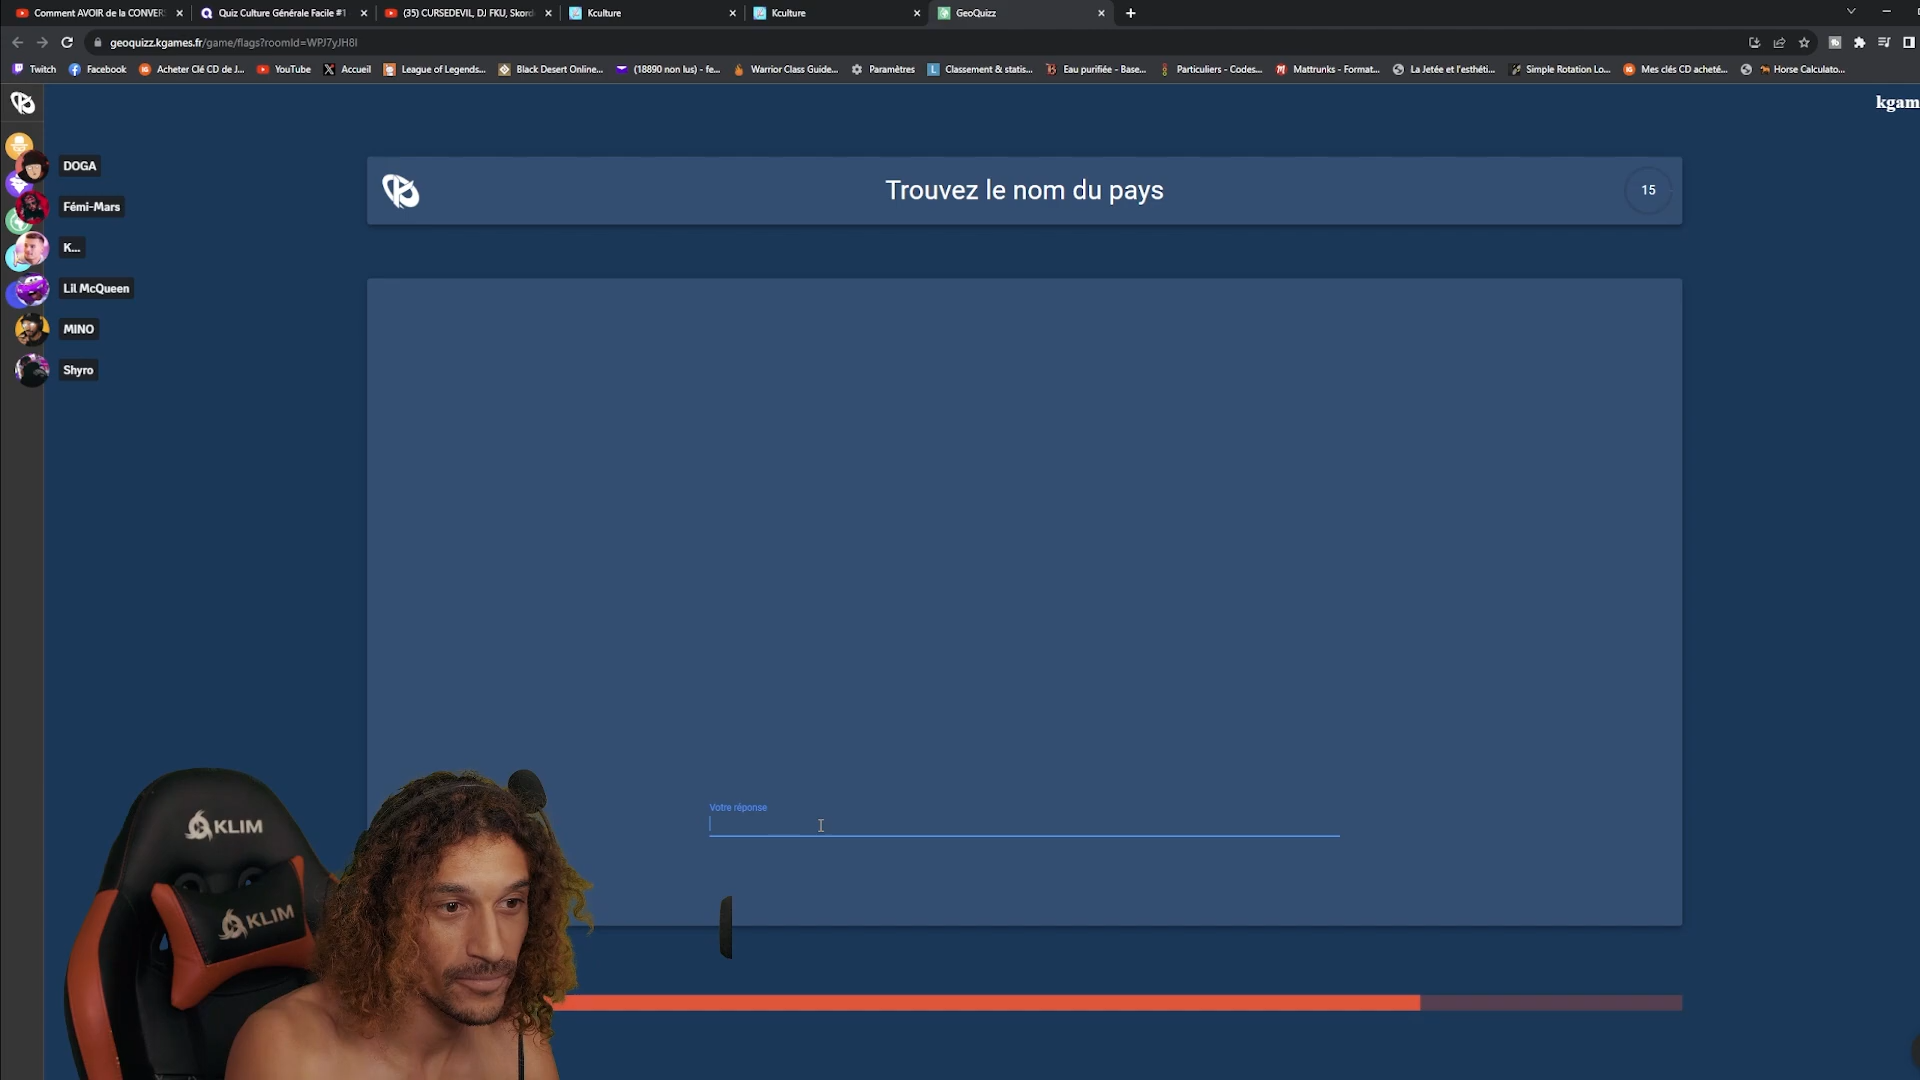 Comment AVOIR de la CONVER
Quiz Culture Générale Facile #1
(35) CURSEDEVIL, DJ FKU, Skord
Kculture
Kculture
GeoQuizz
geoquizz.kgames.fr/game/flags?roomId=WPJ7yJH8I
Twitch
Facebook
Acheter Clé CD de J...
YouTube
Accueil
League of Legends...
Black Desert Online...
(18890 non lus) - fe...
Warrior Class Guide...
Paramètres
Classement & statis...
Eau purifiée - Base...
Particuliers - Codes...
Mattrunks - Format...
La Jetée et l'esthéti...
Simple Rotation Lo...
Mes clés CD acheté...
Horse Calculato...
kgam
DOGA
Fémi-Mars
K...
Lil McQueen
MINO
Shyro
Trouvez le nom du pays
15
Votre réponse
KLIM
KLIM